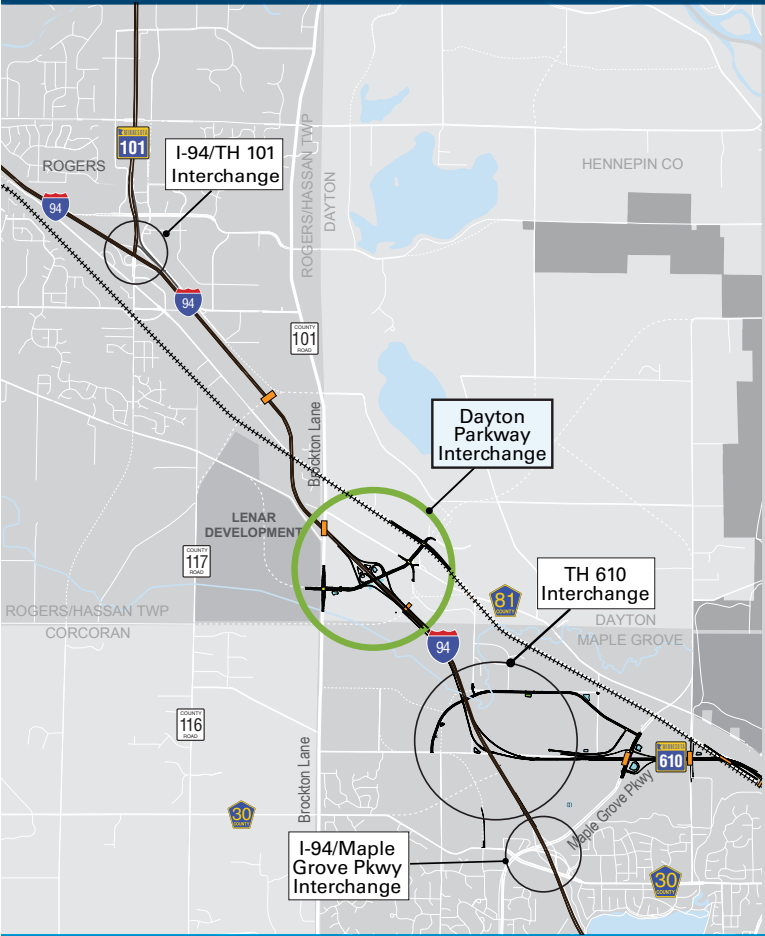 MINNESOTA
101
I-94/TH 101
Interchange
ROGERS
HENNEPIN CO
ROGERS/HASSAN TWP
DAYTON
94
94
COUNTY
101
ROAD
Dayton
Parkway
Interchange
Brockton Lane
LENAR
DEVELOPMENT
COUNTY
117
ROAD
TH 610
Interchange
81
COUNTY
ROGERS/HASSAN TWP
CORCORAN
DAYTON
MAPLE GROVE
94
COUNTY
116
ROAD
MINNESOTA
610
Brockton Lane
Maple Grove Pkwy
30
COUNTY
I-94/Maple
Grove Pkwy
Interchange
30
COUNTY